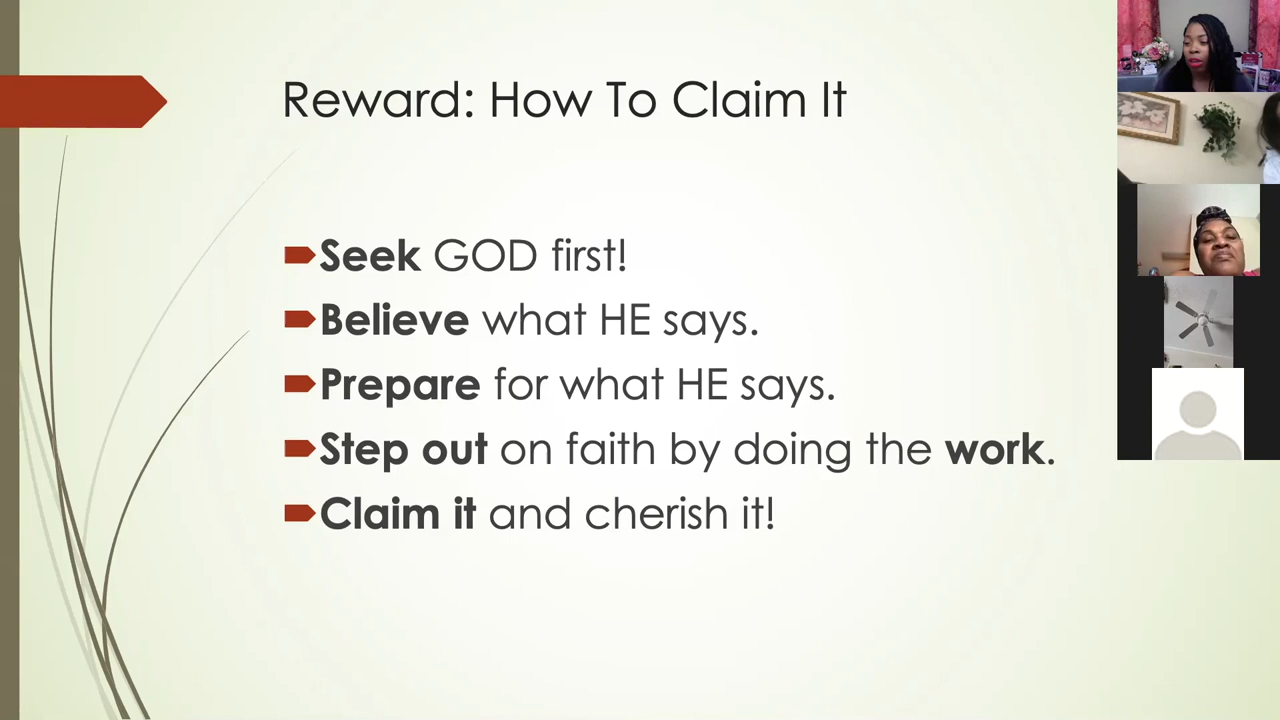 Reward: How To Claim It
Seek GOD first!
Believe what HE says.
Prepare for what HE says.
Step out on faith by doing the work.
Claim it and cherish it!